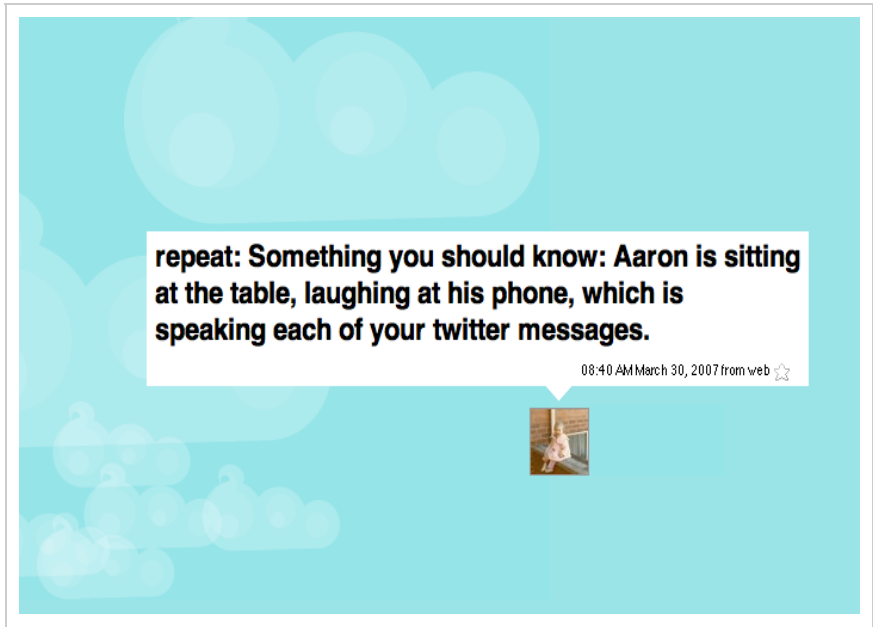 repeat: Something you should know: Aaron is sitting
at the table, laughing at his phone, which is
speaking each of your twitter messages.
08:40 AM March 30, 2007 from web